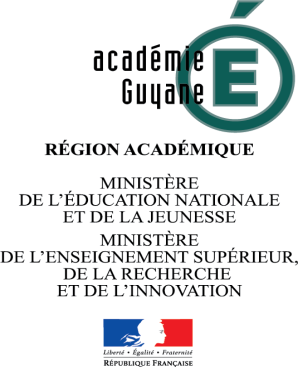 académie
Guyane
É
RÉGION ACADÉMIQUE
MINISTÈRE
DE L'ÉDUCATION NATIONALE
ET DE LA JEUNESSE
MINISTÈRE
DE L'ENSEIGNEMENT SUPÉRIEUR,
DE LA RECHERCHE
ET DE L'INNOVATION
Liberté • Égalité • Fraternité
RÉPUBLIQUE FRANÇAISE